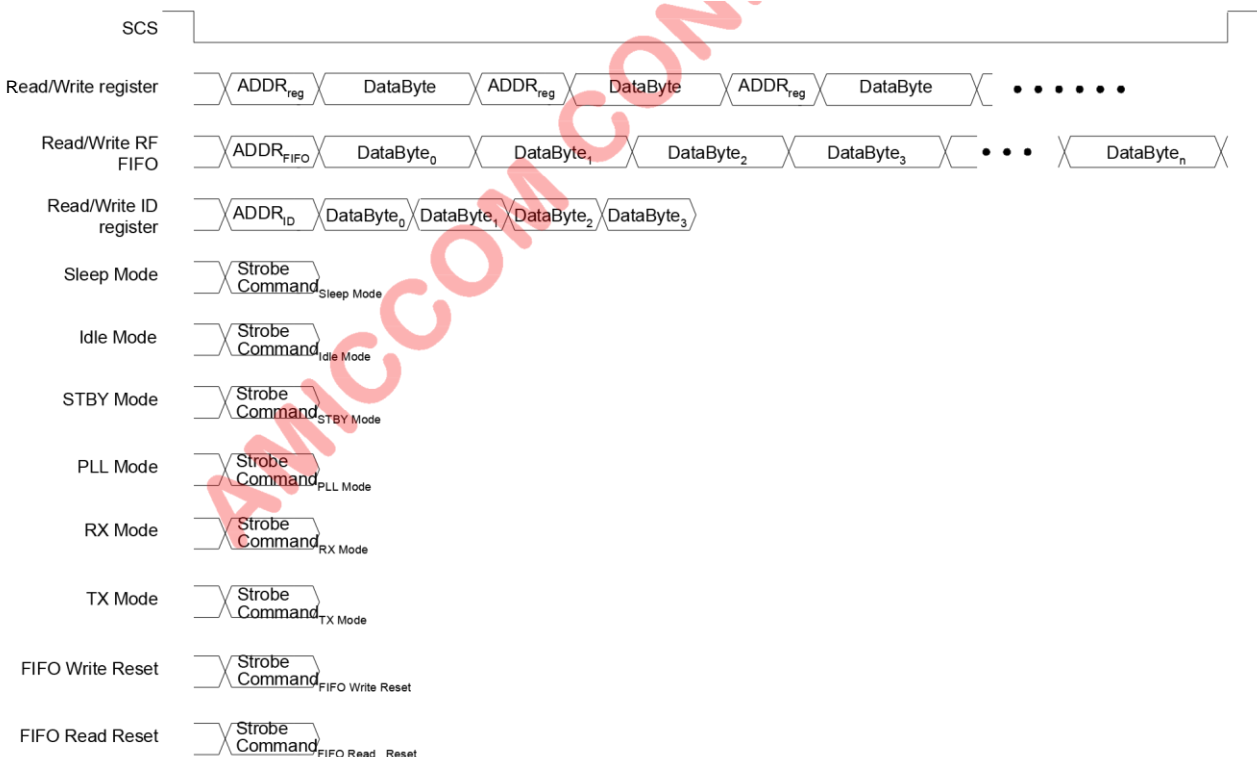 SCS
Read/Write register ADDRreg DataByte ADDRreg DataByte ADDRreg DataByte
Read/Write RF
FIFO ADDRFIFO DataByte0 DataByte1 DataByte2 DataByte3 DataByten
Read/Write ID
register ADDRID DataByte0 DataByte1 DataByte2 DataByte3
Sleep Mode Strobe
CommandSleep Mode
Idle Mode Strobe
CommandIdle Mode
STBY Mode Strobe
CommandSTBY Mode
PLL Mode Strobe
CommandPLL Mode
RX Mode Strobe
CommandRX Mode
TX Mode Strobe
CommandTX Mode
FIFO Write Reset Strobe
CommandFIFO Write Reset
FIFO Read Reset Strobe
CommandFIFO Read Reset
AMICCOM